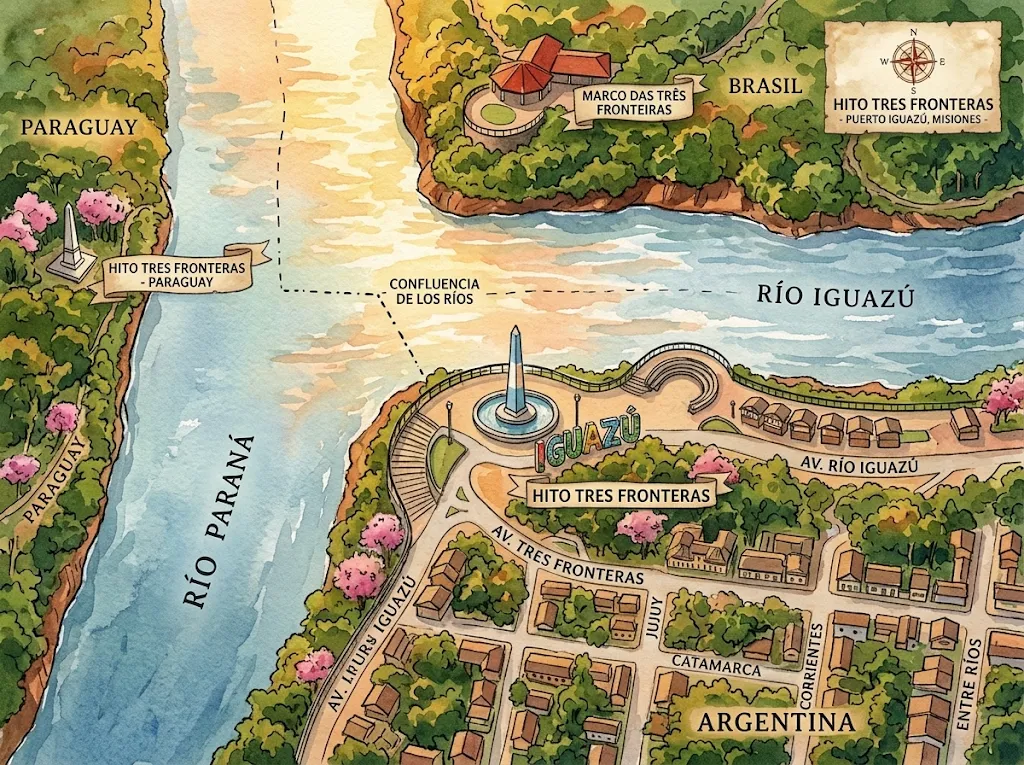 N
W E
S
HITO TRES FRONTERAS
- PUERTO IGUAZÚ, MISIONES -
BRASIL
MARCO DAS TRÊS
FRONTEIRAS
PARAGUAY
HITO TRES FRONTERAS
- PARAGUAY
CONFLUENCIA
DE LOS RÍOS
RÍO IGUAZÚ
IGUAZÚ
HITO TRES FRONTERAS
AV. RÍO IGUAZÚ
PARAGUAY
RÍO PARANÁ
AV. TRES FRONTERAS
AV. IGUAZÚ
JUJUY
CATAMARCA
CORRIENTES
ENTRE RÍOS
ARGENTINA